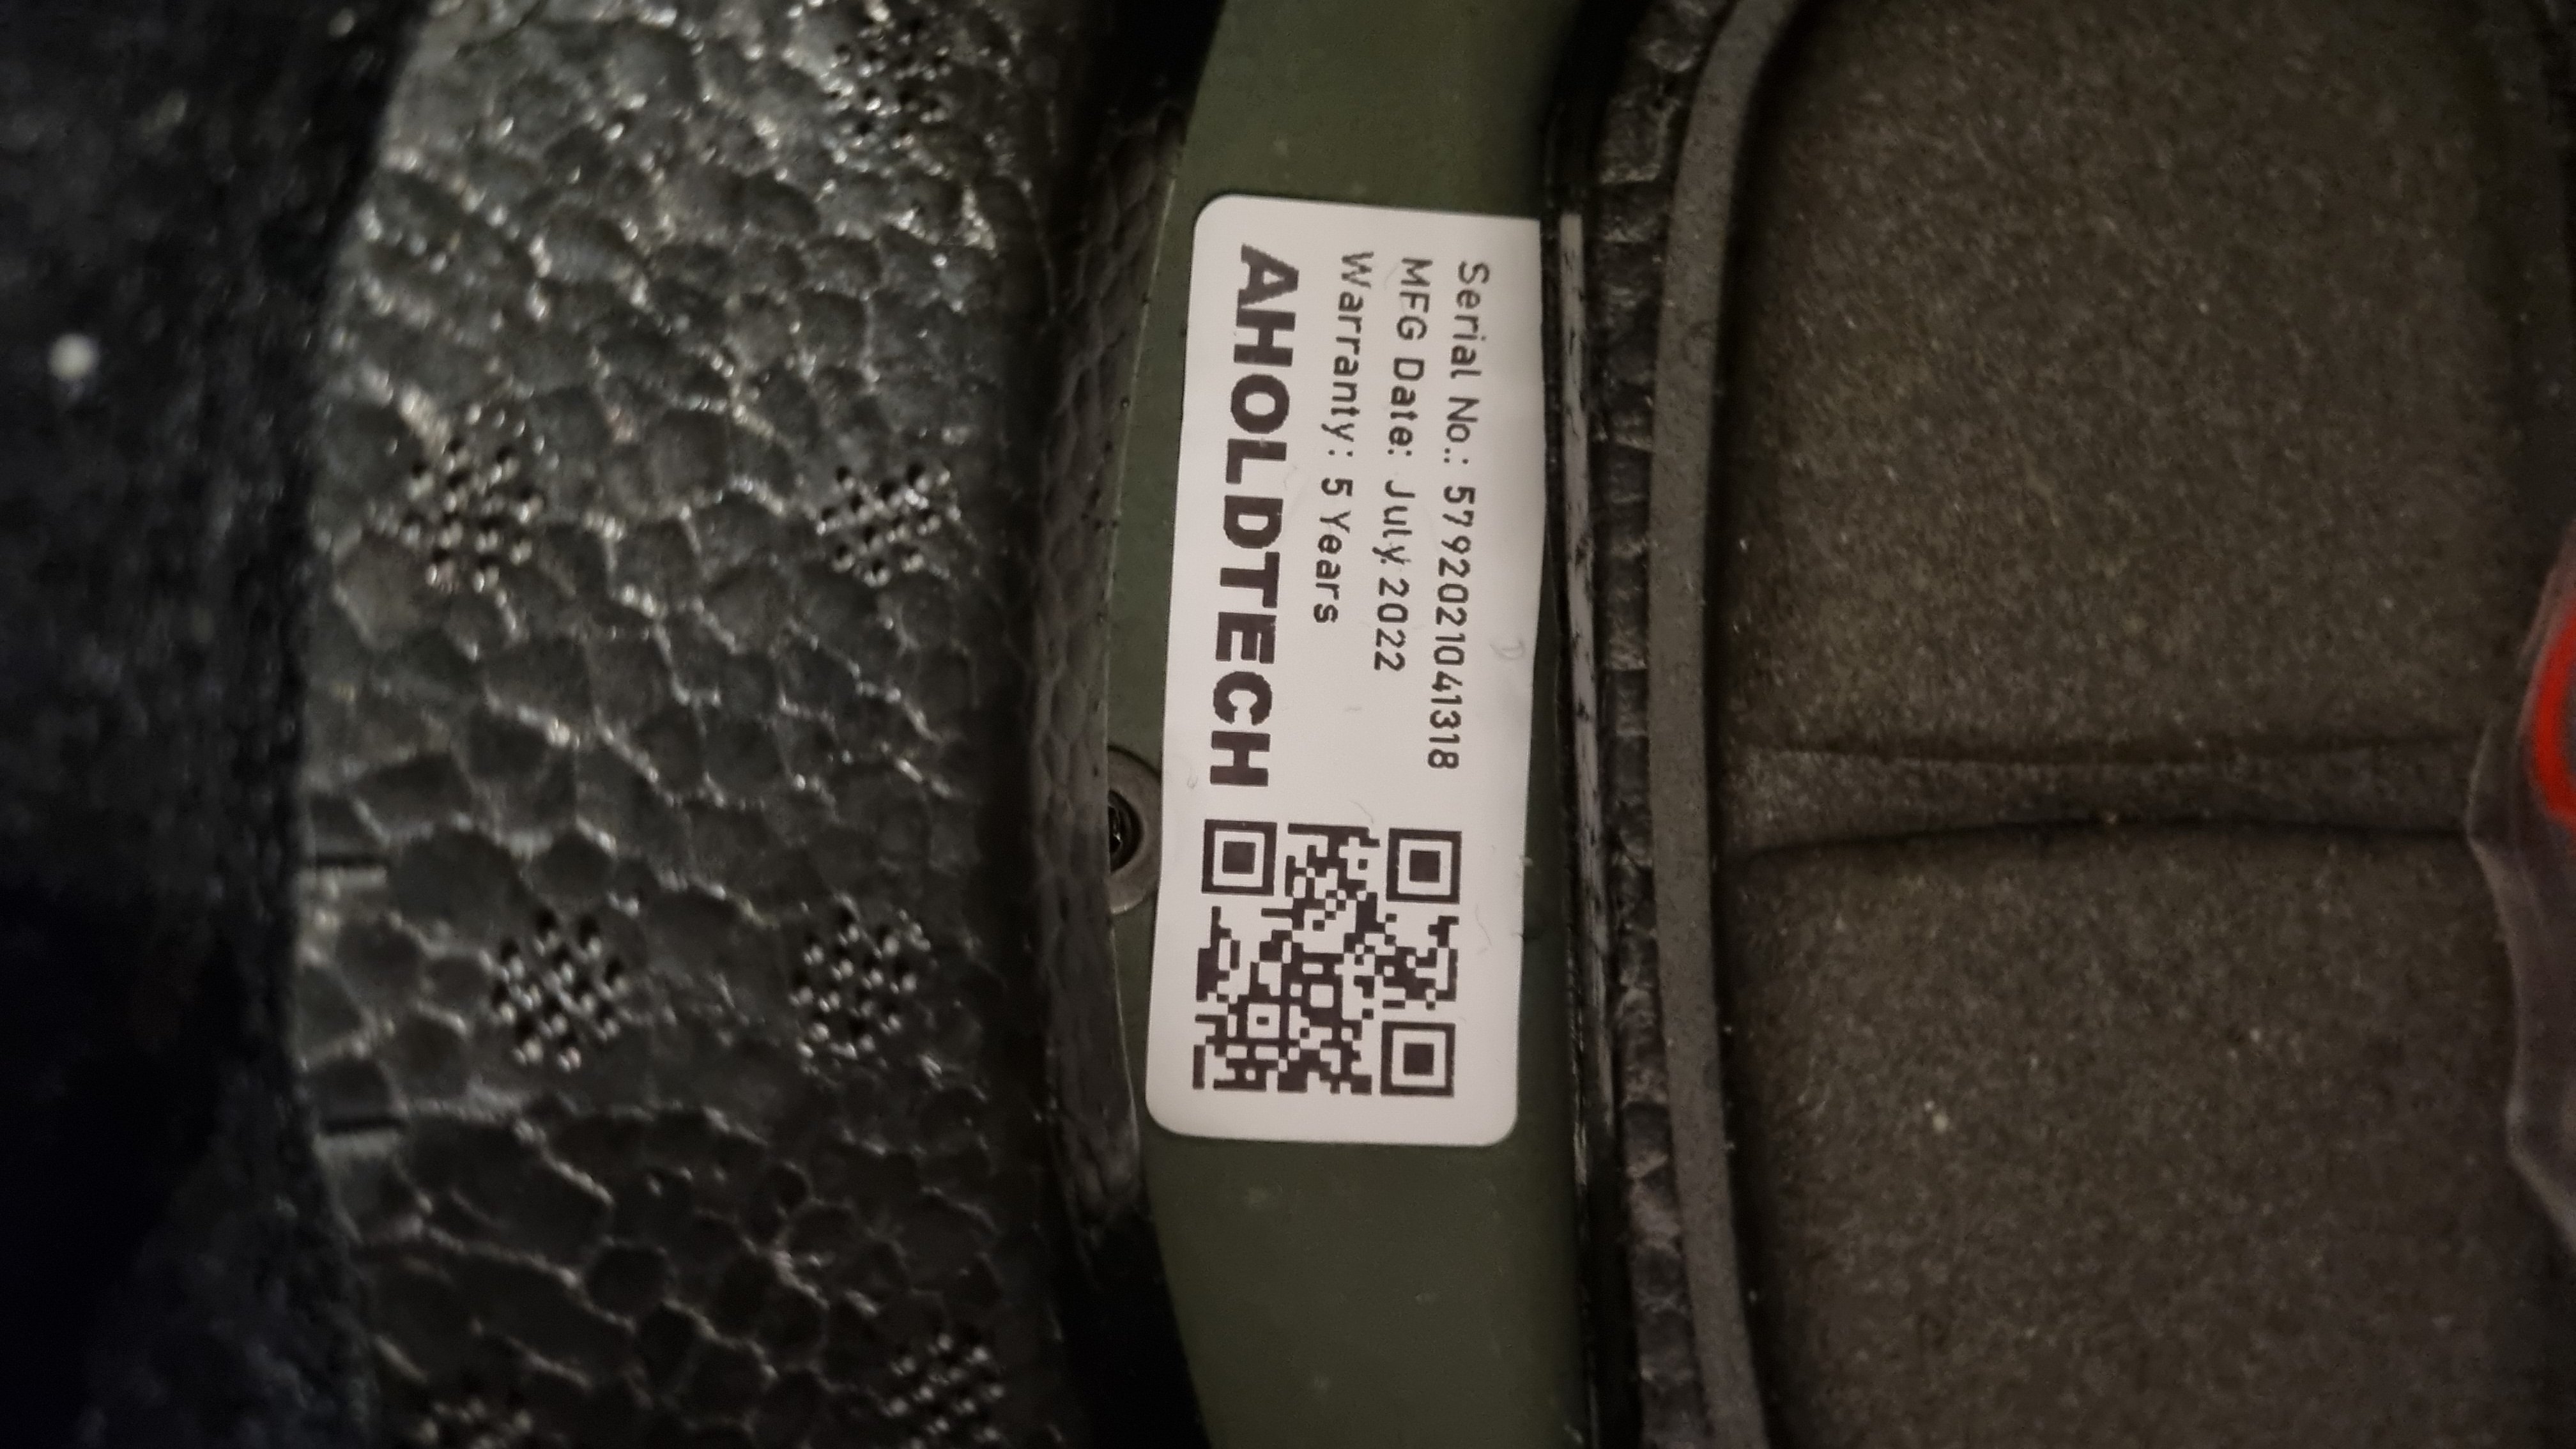 Serial No.: 5792021041318
MFG Date: July.2022
Warranty: 5 Years
AHOLDTECH